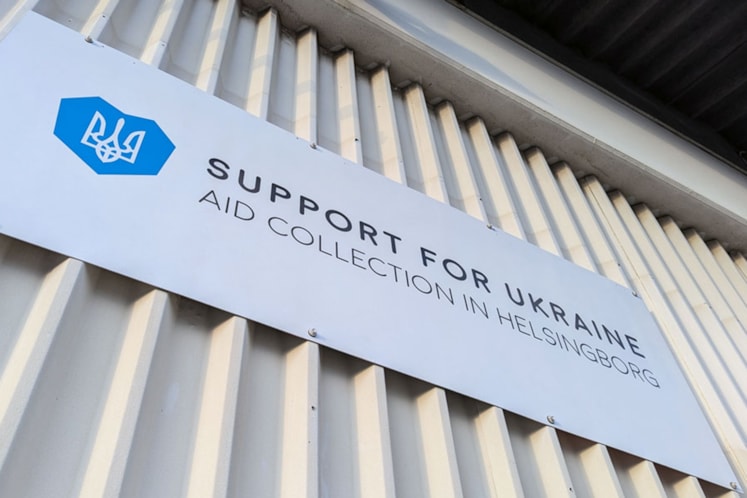 SUPPORT FOR UKRAINE
AID COLLECTION IN HELSINGBORG